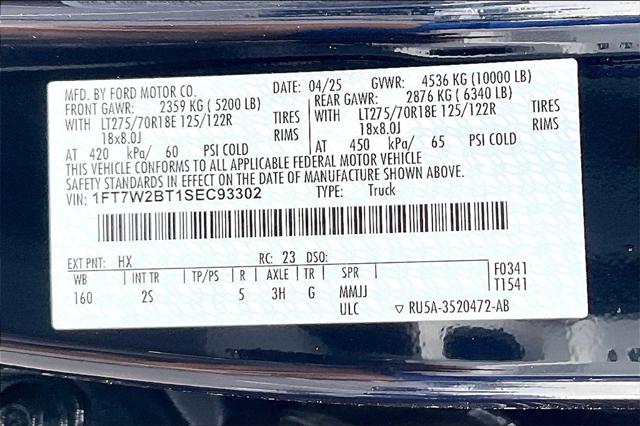 MFD. BY FORD MOTOR CO. DATE: 04/25 GVWR: 4536 KG (10000 LB)
FRONT GAWR: 2359 KG ( 5200 LB) REAR GAWR: 2876 KG ( 6340 LB)
WITH LT275/70R18E 125/122R TIRES WITH LT275/70R18E 125/122R TIRES
18x8.0J RIMS 18x8.0J RIMS
AT 420 kPa/ 60 PSI COLD AT 450 kPa/ 65 PSI COLD
THIS VEHICLE CONFORMS TO ALL APPLICABLE FEDERAL MOTOR VEHICLE
SAFETY STANDARDS IN EFFECT ON THE DATE OF MANUFACTURE SHOWN ABOVE.
VIN: 1FT7W2BT1SEC93302 TYPE: Truck
EXT PNT: HX RC: 23 DSO:
WB INT TR TP/PS R AXLE TR SPR F0341
160 2S 5 3H G MMJJ T1541
ULC ▽ RU5A-3520472-AB